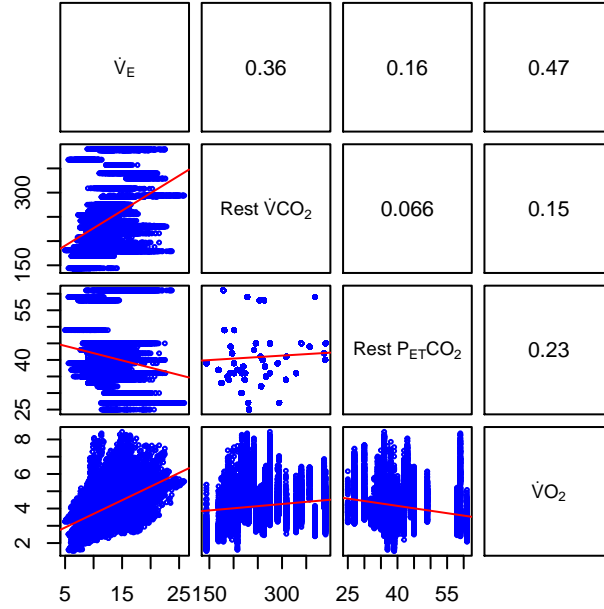 V̇E 0.36 0.16 0.47
150 300
Rest V̇CO2 0.066 0.15
25 40 55
Rest PETCO2 0.23
2 4 6 8
V̇O2
5 15 25 150 300 25 40 55